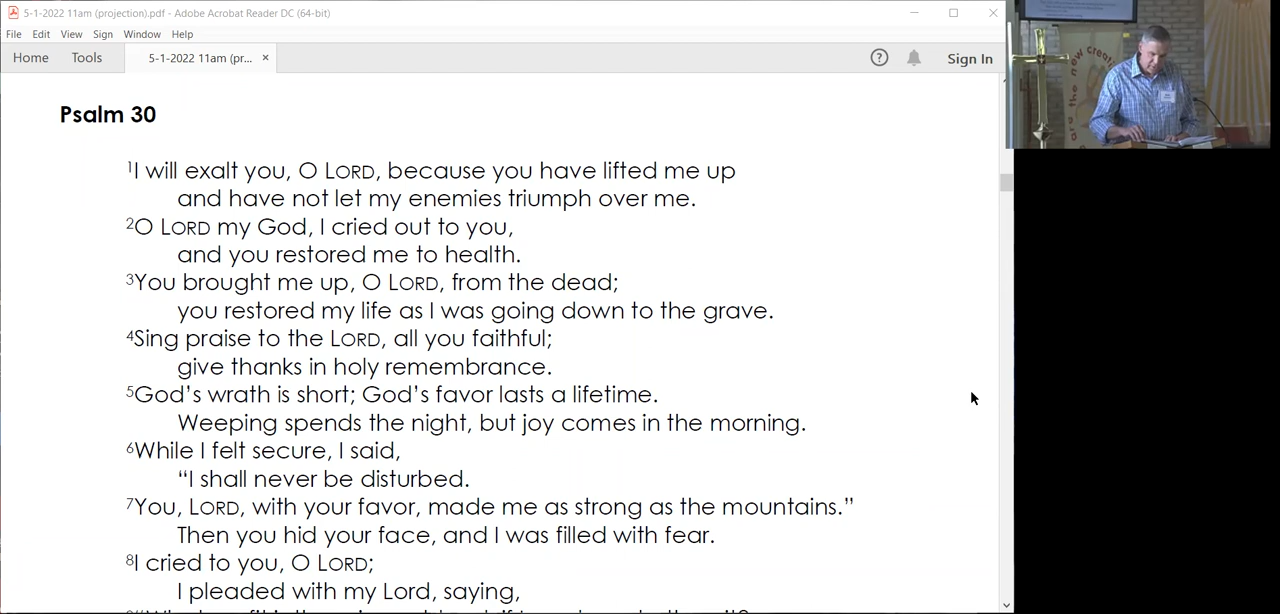 5-1-2022 11am (projection).pdf - Adobe Acrobat Reader DC (64-bit)
File Edit View Sign Window Help
Home Tools 5-1-2022 11am (pr... × Sign In
Psalm 30
1I will exalt you, O LORD, because you have lifted me up
and have not let my enemies triumph over me.
2O LORD my God, I cried out to you,
and you restored me to health.
3You brought me up, O LORD, from the dead;
you restored my life as I was going down to the grave.
4Sing praise to the LORD, all you faithful;
give thanks in holy remembrance.
5God’s wrath is short; God’s favor lasts a lifetime.
Weeping spends the night, but joy comes in the morning.
6While I felt secure, I said,
“I shall never be disturbed.
7You, LORD, with your favor, made me as strong as the mountains.”
Then you hid your face, and I was filled with fear.
8I cried to you, O LORD;
I pleaded with my Lord, saying,
are the new creati